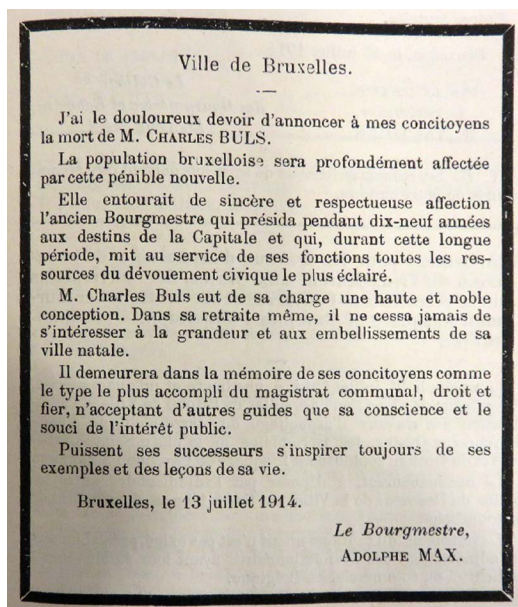 Ville de Bruxelles.
J'ai le douloureux devoir d'annoncer à mes concitoyens
la mort de M. CHARLES BULS.
La population bruxelloise sera profondément affectée
par cette pénible nouvelle.
Elle entourait de sincère et respectueuse affection
l'ancien Bourgmestre qui présida pendant dix-neuf années
aux destins de la Capitale et qui, durant cette longue
période, mit au service de ses fonctions toutes les res-
sources du dévouement civique le plus éclairé.
M. Charles Buls eut de sa charge une haute et noble
conception. Dans sa retraite même, il ne cessa jamais de
s'intéresser à la grandeur et aux embellissements de sa
ville natale.
Il demeurera dans la mémoire de ses concitoyens comme
le type le plus accompli du magistrat communal, droit et
fier, n'acceptant d'autres guides que sa conscience et le
souci de l'intérêt public.
Puissent ses successeurs s'inspirer toujours de ses
exemples et des leçons de sa vie.
Bruxelles, le 13 juillet 1914.
Le Bourgmestre,
ADOLPHE MAX.